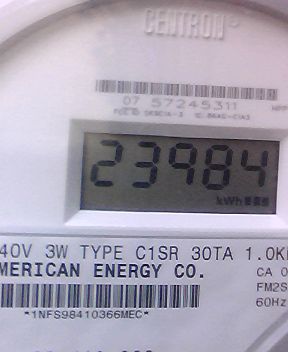 CENTRON
07 57245311
23984
kWh
40V 3W TYPE C1SR 30TA 1.0K
MERICAN ENERGY CO.
CA 0
FM2S
60Hz
*1NFS98410366MEC*